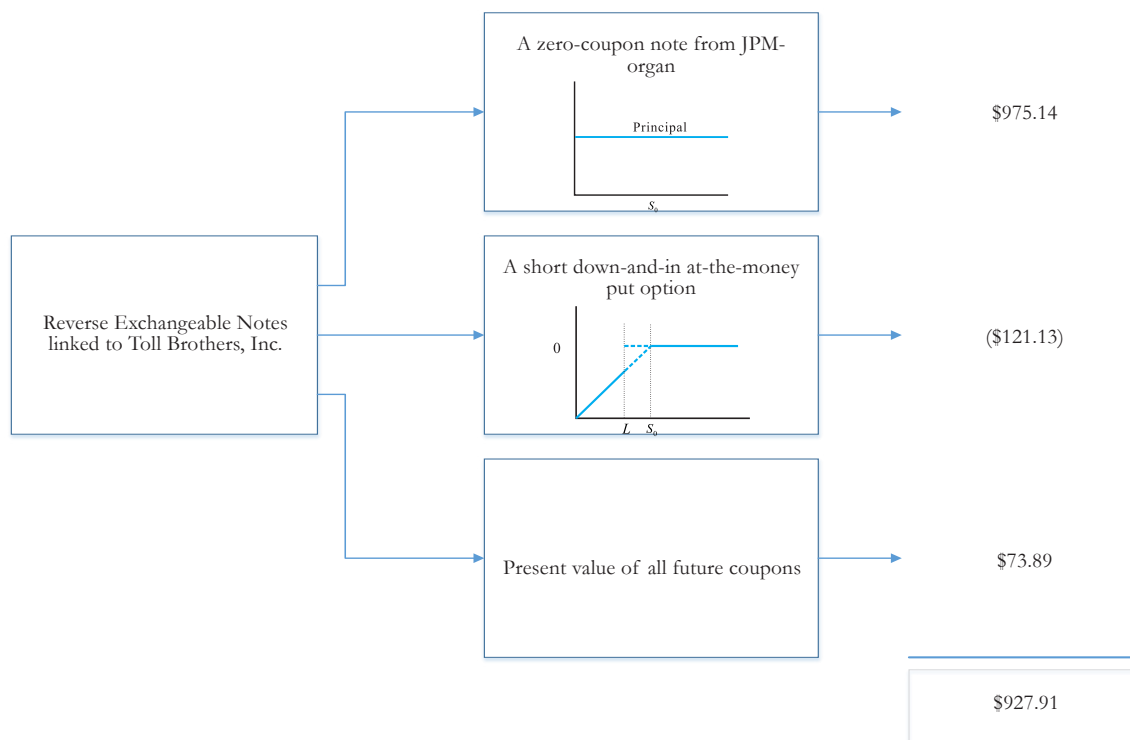 A zero-coupon note from JPM-
organ
Principal
S₀
$975.14
Reverse Exchangeable Notes
linked to Toll Brothers, Inc.
A short down-and-in at-the-money
put option
0
L S₀
($121.13)
Present value of all future coupons
$73.89
$927.91